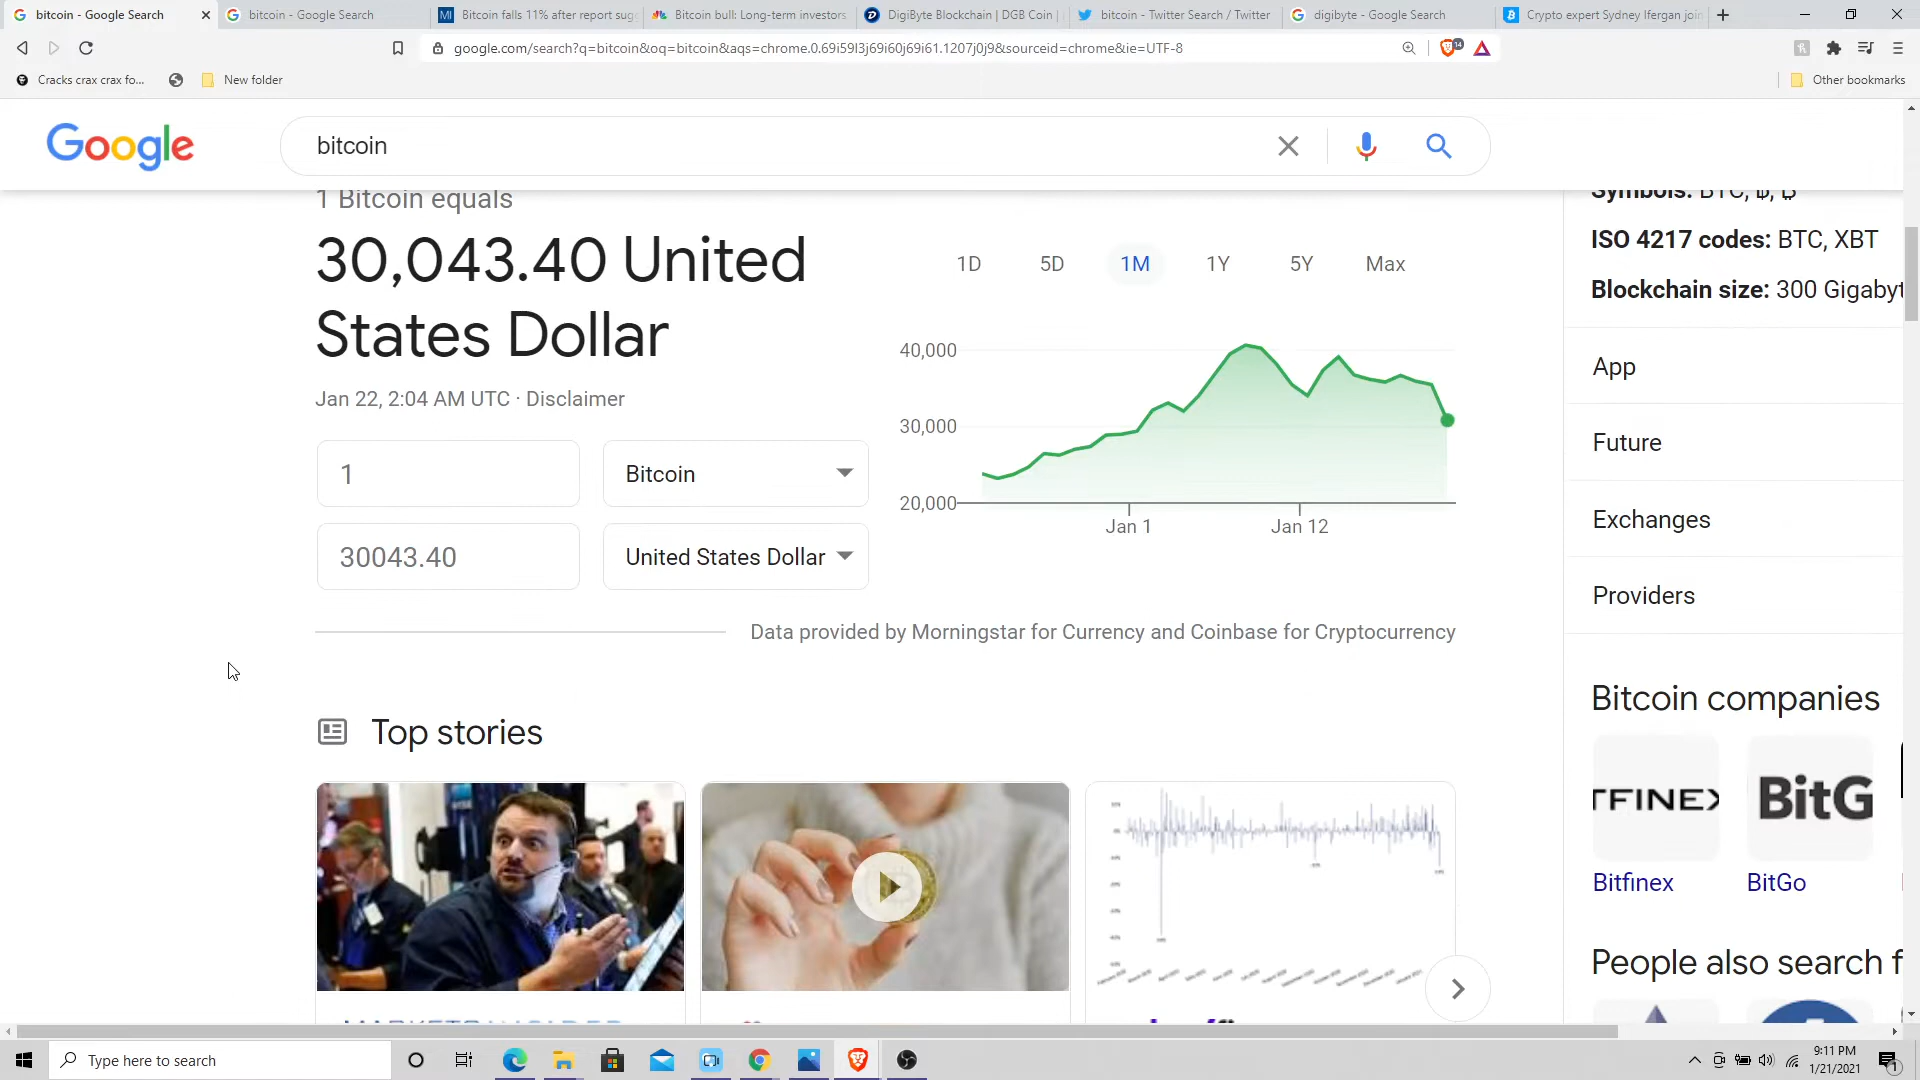 bitcoin - Google Search
bitcoin - Google Search
Bitcoin falls 11% after report sug
Bitcoin bull: Long-term investors
DigiByte Blockchain | DGB Coin |
bitcoin - Twitter Search / Twitter
digibyte - Google Search
Crypto expert Sydney Ifergan join
google.com/search?q=bitcoin&oq=bitcoin&aqs=chrome.0.69i59l3j69i60j69i61.1207j0j9&sourceid=chrome&ie=UTF-8
14
Cracks crax crax fo...
New folder
Other bookmarks
Google
bitcoin
1 Bitcoin equals
30,043.40 United
States Dollar
Jan 22, 2:04 AM UTC · Disclaimer
1
Bitcoin
30043.40
United States Dollar
1D 5D 1M 1Y 5Y Max
40,000
30,000
20,000
Jan 1 Jan 12
Data provided by Morningstar for Currency and Coinbase for Cryptocurrency
Symbols: BTC, ₿, Ƀ
ISO 4217 codes: BTC, XBT
Blockchain size: 300 Gigabyt
App
Future
Exchanges
Providers
Top stories
Bitcoin companies
TFINEX
BitG
Bitfinex
BitGo
People also search f
Type here to search
9:11 PM
1/21/2021
1